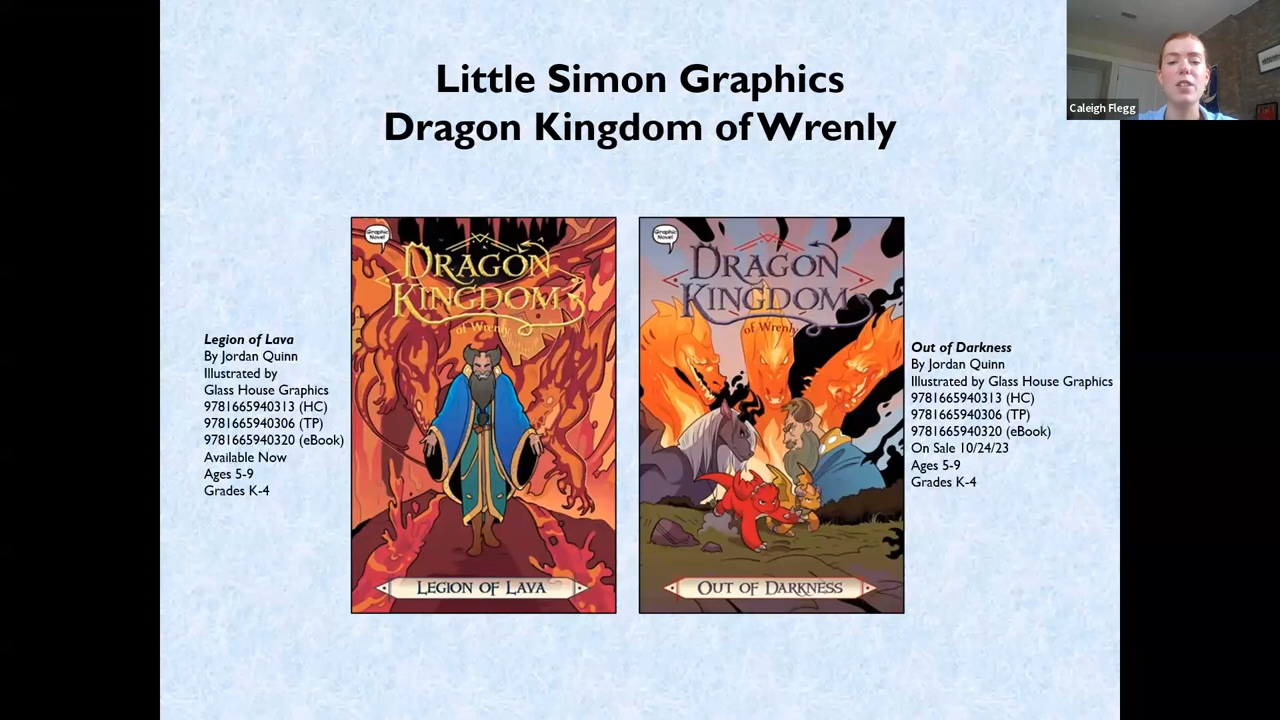 Little Simon Graphics
Dragon Kingdom of Wrenly
Caleigh Flegg
Legion of Lava
By Jordan Quinn
Illustrated by
Glass House Graphics
9781665940313 (HC)
9781665940306 (TP)
9781665940320 (eBook)
Available Now
Ages 5-9
Grades K-4
Graphic
Novel
DRAGON
KINGDOM
of Wrenly
LEGION OF LAVA
Graphic
Novel
DRAGON
KINGDOM
of Wrenly
OUT OF DARKNESS
Out of Darkness
By Jordan Quinn
Illustrated by Glass House Graphics
9781665940313 (HC)
9781665940306 (TP)
9781665940320 (eBook)
On Sale 10/24/23
Ages 5-9
Grades K-4